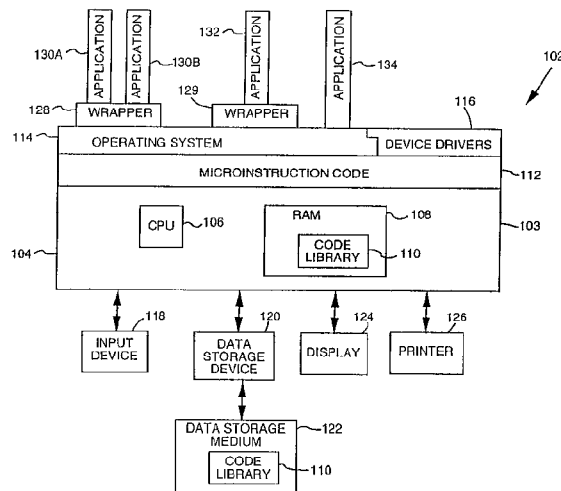 130A
APPLICATION
APPLICATION
130B
132
APPLICATION
APPLICATION
134
102
128
WRAPPER
129
WRAPPER
116
114
OPERATING SYSTEM
DEVICE DRIVERS
MICROINSTRUCTION CODE
112
CPU
106
RAM
108
CODE
LIBRARY
110
103
104
118
INPUT
DEVICE
120
DATA
STORAGE
DEVICE
124
DISPLAY
126
PRINTER
DATA STORAGE
MEDIUM
122
CODE
LIBRARY
110